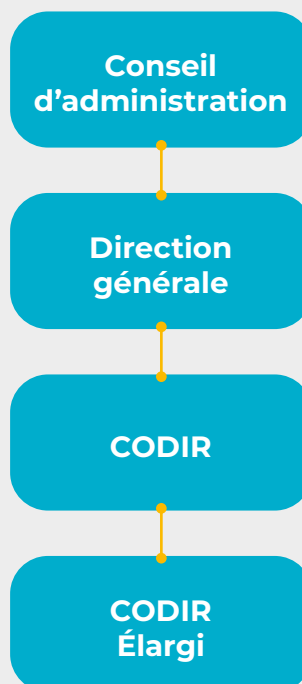 Conseil
d’administration
Direction
générale
CODIR
CODIR
Élargi